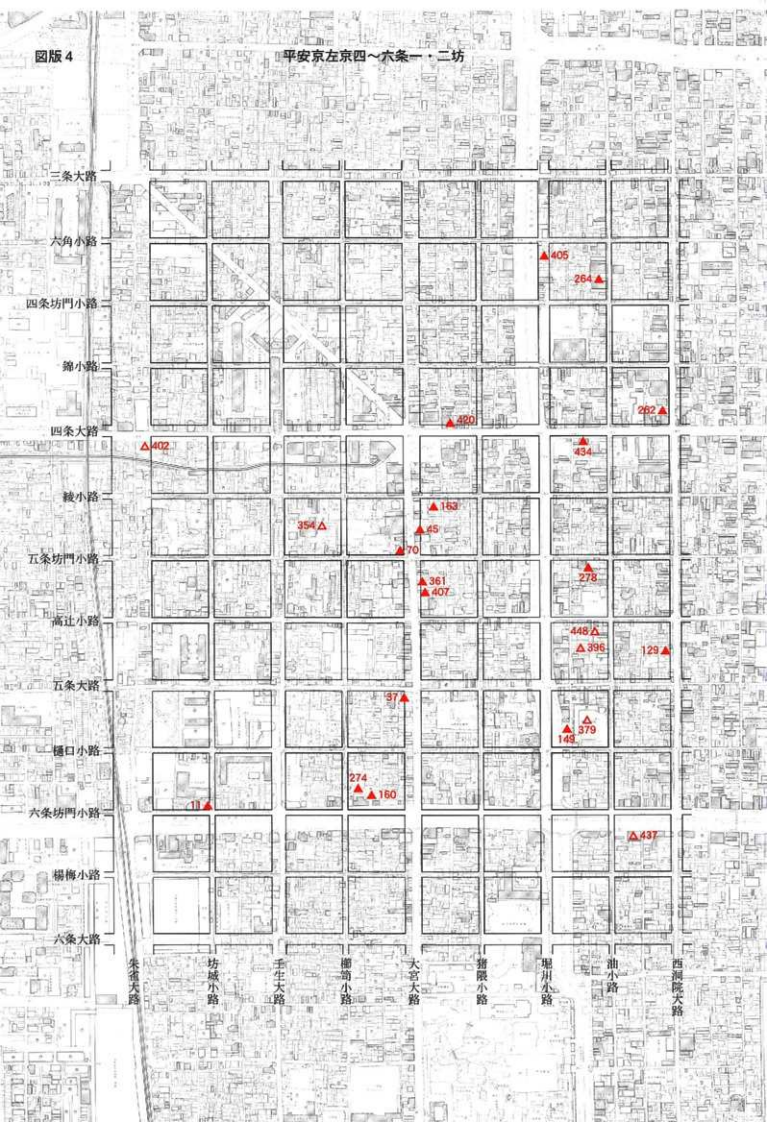 図版4
平安京左京四～六条一・二坊
三条大路
六角小路
405
264
四条坊門小路
錦小路
262
420
四条大路
434
402
綾小路
163
354
45
70
五条坊門小路
278
361
407
高辻小路
448
396
129
五条大路
37
379
149
樋口小路
274
160
11
六条坊門小路
437
楊梅小路
六条大路
朱雀大路
坊城小路
壬生大路
櫛笥小路
大宮大路
猪隈小路
堀川小路
油小路
西洞院大路